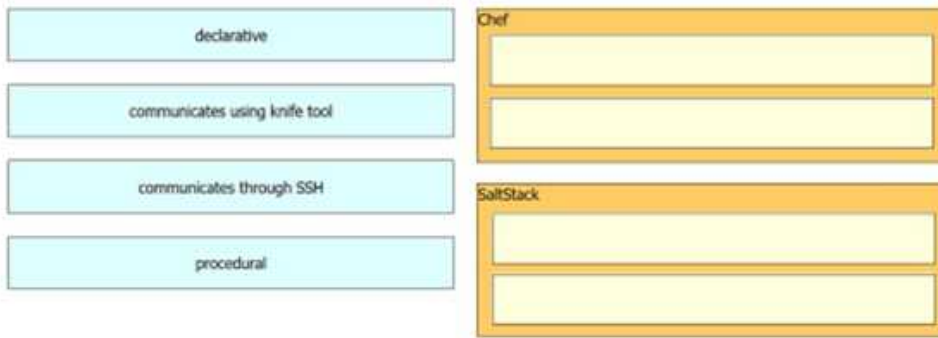 declarative
communicates using knife tool
communicates through SSH
procedural
Chef
SaltStack